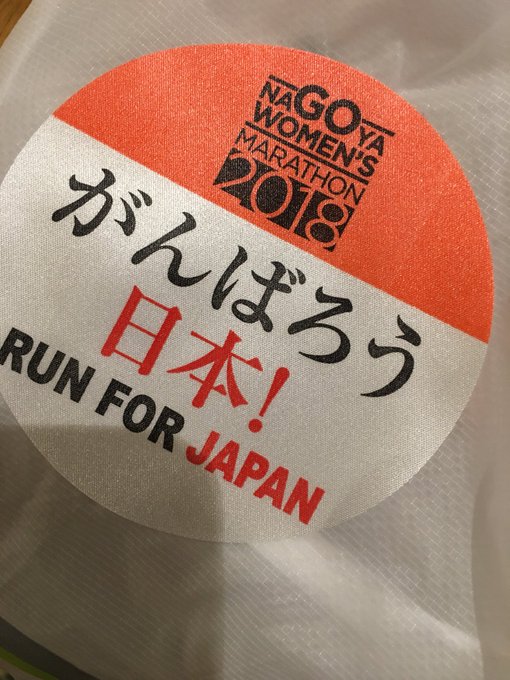 NAGOYA
WOMEN'S
MARATHON
2018
がんばろう
日本!
RUN FOR JAPAN